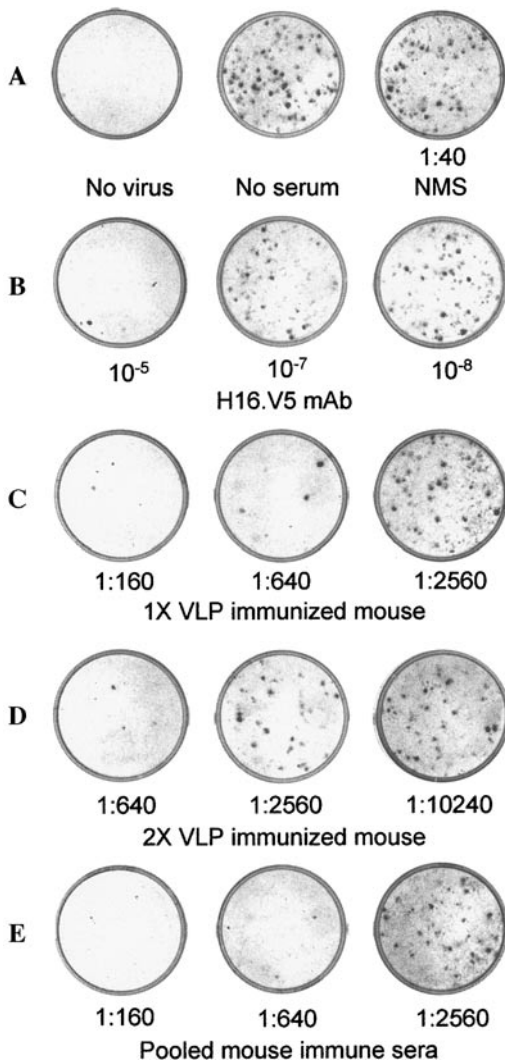 A
1:40
No virus No serum NMS
B
10⁻⁵ 10⁻⁷ 10⁻⁸
H16.V5 mAb
C
1:160 1:640 1:2560
1X VLP immunized mouse
D
1:640 1:2560 1:10240
2X VLP immunized mouse
E
1:160 1:640 1:2560
Pooled mouse immune sera